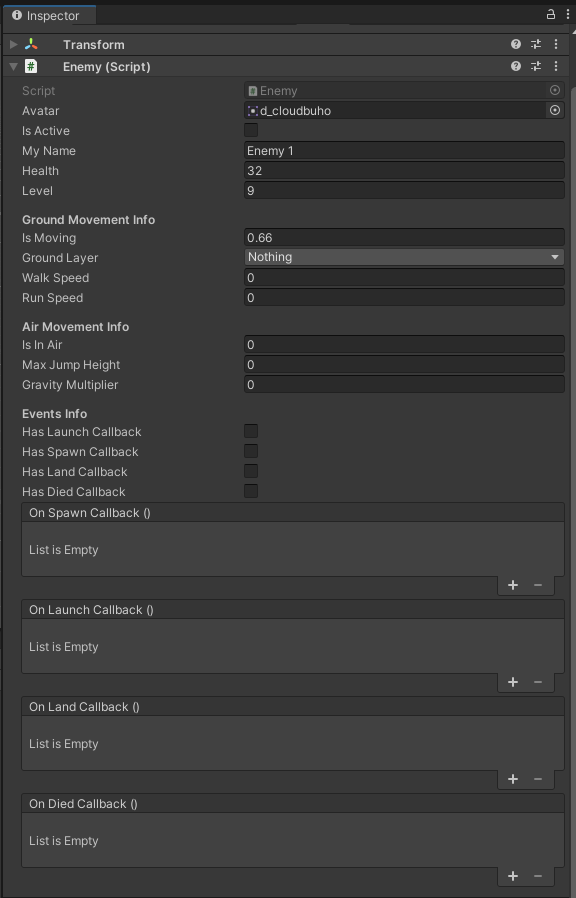 Inspector
Transform
# Enemy (Script)
Script # Enemy
Avatar d_cloudbuho
Is Active
My Name Enemy 1
Health 32
Level 9
Ground Movement Info
Is Moving 0.66
Ground Layer Nothing
Walk Speed 0
Run Speed 0
Air Movement Info
Is In Air 0
Max Jump Height 0
Gravity Multiplier 0
Events Info
Has Launch Callback
Has Spawn Callback
Has Land Callback
Has Died Callback
On Spawn Callback ()
List is Empty
+ −
On Launch Callback ()
List is Empty
+ −
On Land Callback ()
List is Empty
+ −
On Died Callback ()
List is Empty
+ −